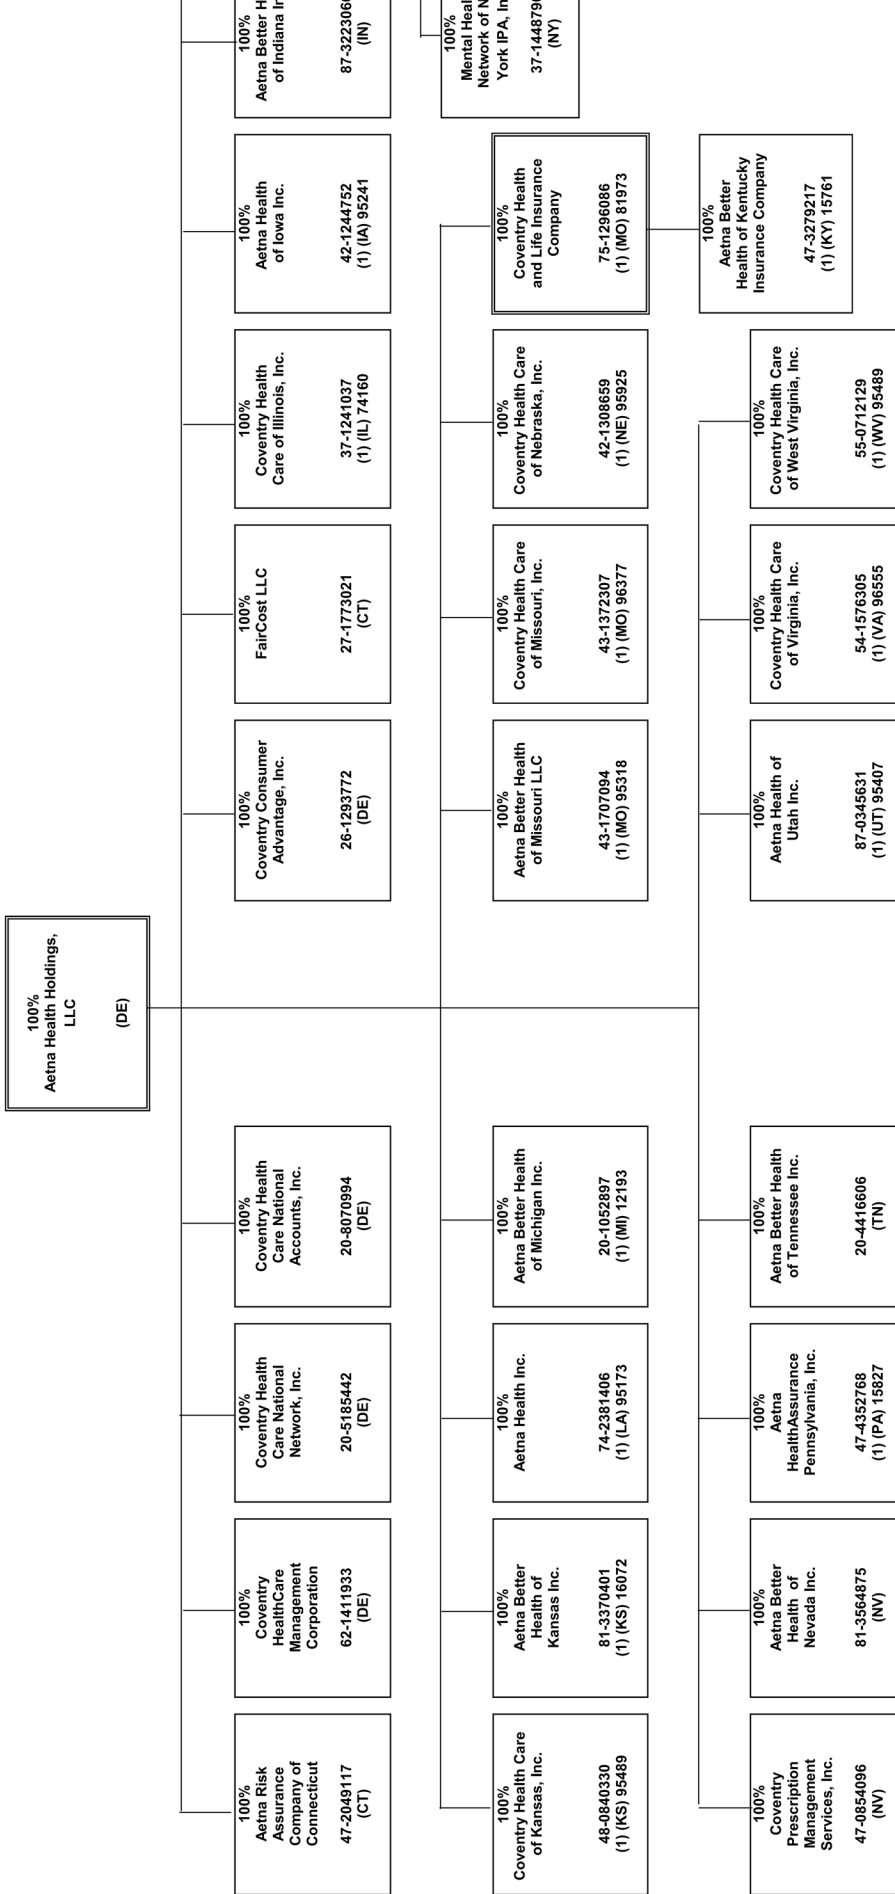 100%
Aetna Health Holdings,
LLC
(DE)
100%
Aetna Risk
Assurance
Company of
Connecticut
47-2049117
(CT)
100%
Coventry
HealthCare
Management
Corporation
62-1411933
(DE)
100%
Coventry Health
Care National
Network, Inc.
20-5185442
(DE)
100%
Coventry Health
Care National
Accounts, Inc.
20-8070994
(DE)
100%
Coventry Consumer
Advantage, Inc.
26-1293772
(DE)
100%
FairCost LLC
27-1773021
(CT)
100%
Coventry Health
Care of Illinois, Inc.
37-1241037
(1) (IL) 74160
100%
Aetna Health
of Iowa Inc.
42-1244752
(1) (IA) 95241
100%
Aetna Better
of Indiana
(IN)
100%
Mental
Network of
York IPA,
(NY)
100%
Coventry Health Care
of Kansas, Inc.
48-0840330
(1) (KS) 95489
100%
Aetna Better
Health of
Kansas Inc.
81-3370401
(1) (KS) 16072
100%
Aetna Health Inc.
74-2381406
(1) (LA) 95173
100%
Aetna Better Health
of Michigan Inc.
20-1052897
(1) (MI) 12193
100%
Aetna Better Health
of Missouri LLC
43-1707094
(1) (MO) 95318
100%
Coventry Health Care
of Missouri, Inc.
43-1372307
(1) (MO) 96377
100%
Coventry Health Care
of Nebraska, Inc.
42-1308659
(1) (NE) 95925
100%
Coventry Health
and Life Insurance
Company
75-1296086
(1) (MO) 81973
100%
Aetna Better
Health of Kentucky
Insurance Company
47-3279217
(1) (KY) 15761
100%
Coventry
Prescription
Management
Services, Inc.
47-0854096
(NV)
100%
Aetna Better
Health of
Nevada Inc.
81-3564875
(NV)
100%
Aetna
HealthAssurance
Pennsylvania, Inc.
47-4352768
(1) (PA) 15827
100%
Aetna Better Health
of Tennessee Inc.
20-4416606
(TN)
100%
Aetna Health of
Utah Inc.
87-0345631
(1) (UT) 95407
100%
Coventry Health Care
of Virginia, Inc.
54-1576305
(1) (VA) 96555
100%
Coventry Health Care
of West Virginia, Inc.
55-0712129
(1) (WV) 95489